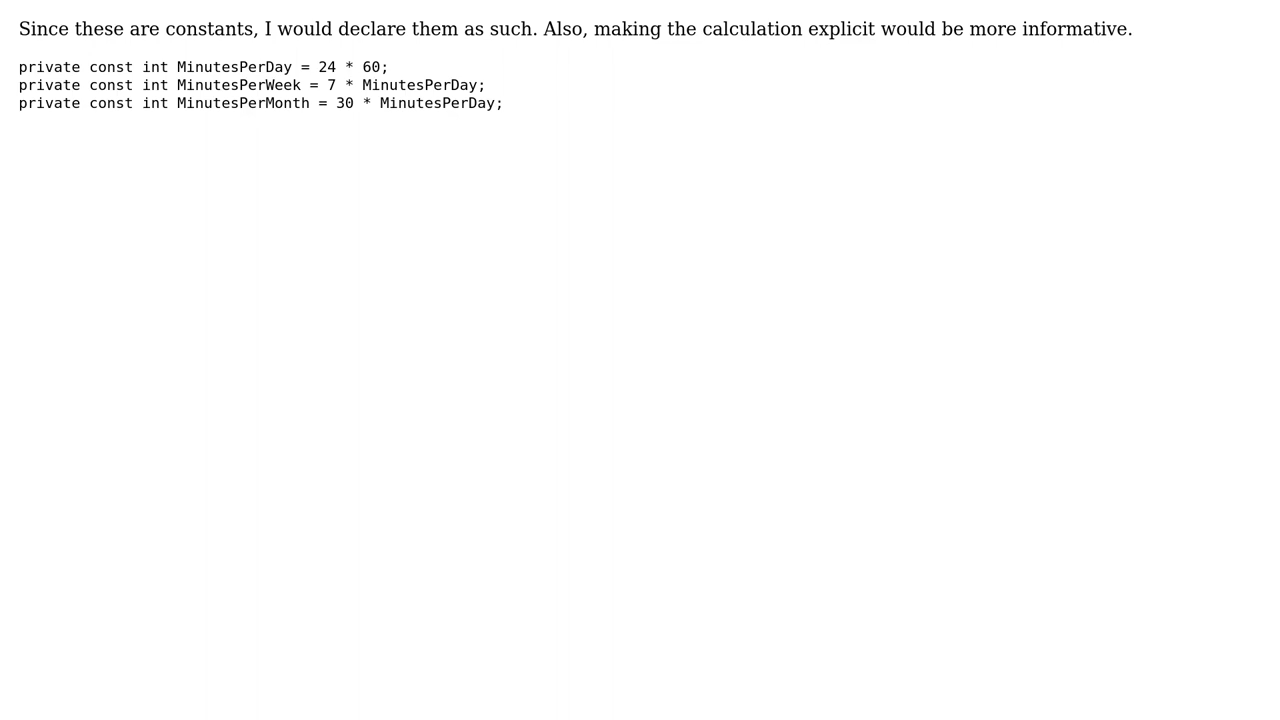 Since these are constants, I would declare them as such. Also, making the calculation explicit would be more informative.
private const int MinutesPerDay = 24 * 60;
private const int MinutesPerWeek = 7 * MinutesPerDay;
private const int MinutesPerMonth = 30 * MinutesPerDay;